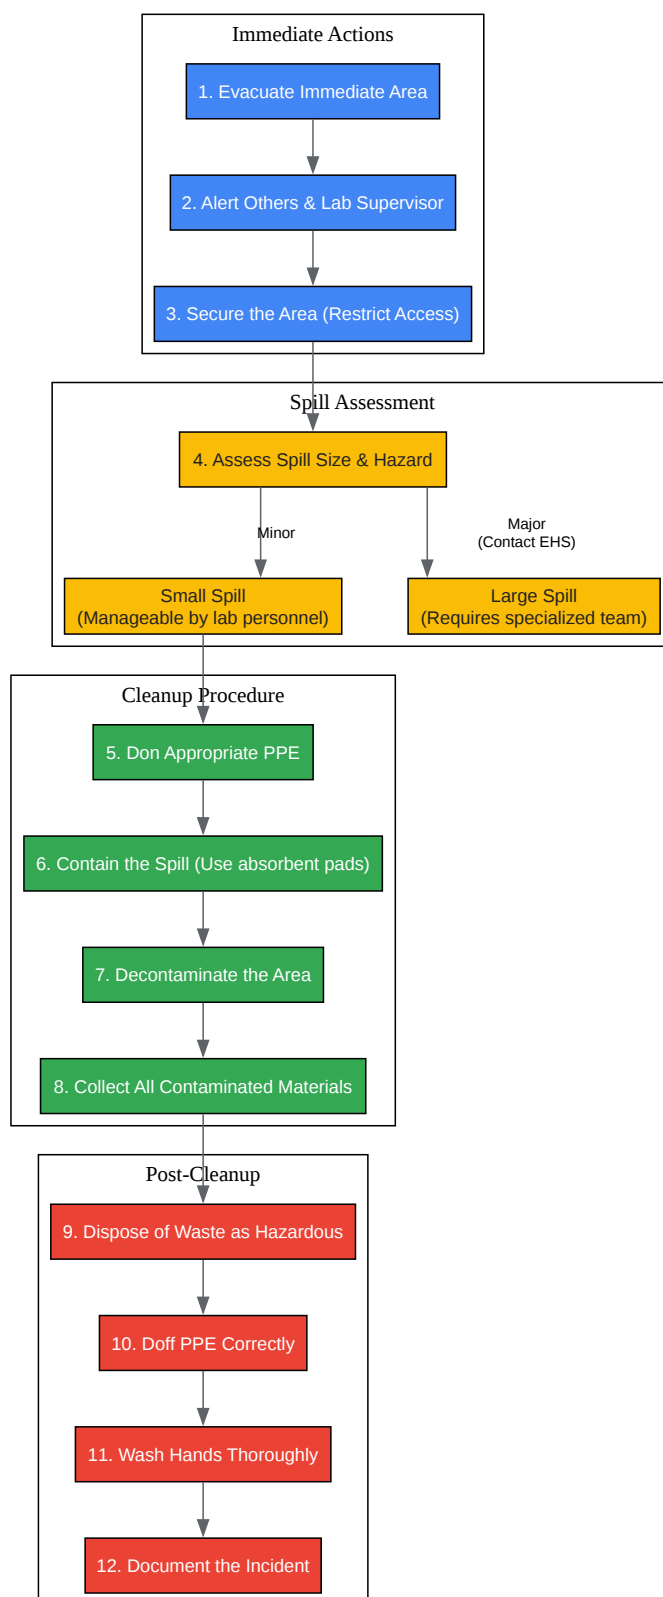 Immediate Actions
1. Evacuate Immediate Area
2. Alert Others & Lab Supervisor
3. Secure the Area (Restrict Access)
Spill Assessment
4. Assess Spill Size & Hazard
Minor
Major
(Contact EHS)
Small Spill
(Manageable by lab personnel)
Large Spill
(Requires specialized team)
Cleanup Procedure
5. Don Appropriate PPE
6. Contain the Spill (Use absorbent pads)
7. Decontaminate the Area
8. Collect All Contaminated Materials
Post-Cleanup
9. Dispose of Waste as Hazardous
10. Doff PPE Correctly
11. Wash Hands Thoroughly
12. Document the Incident